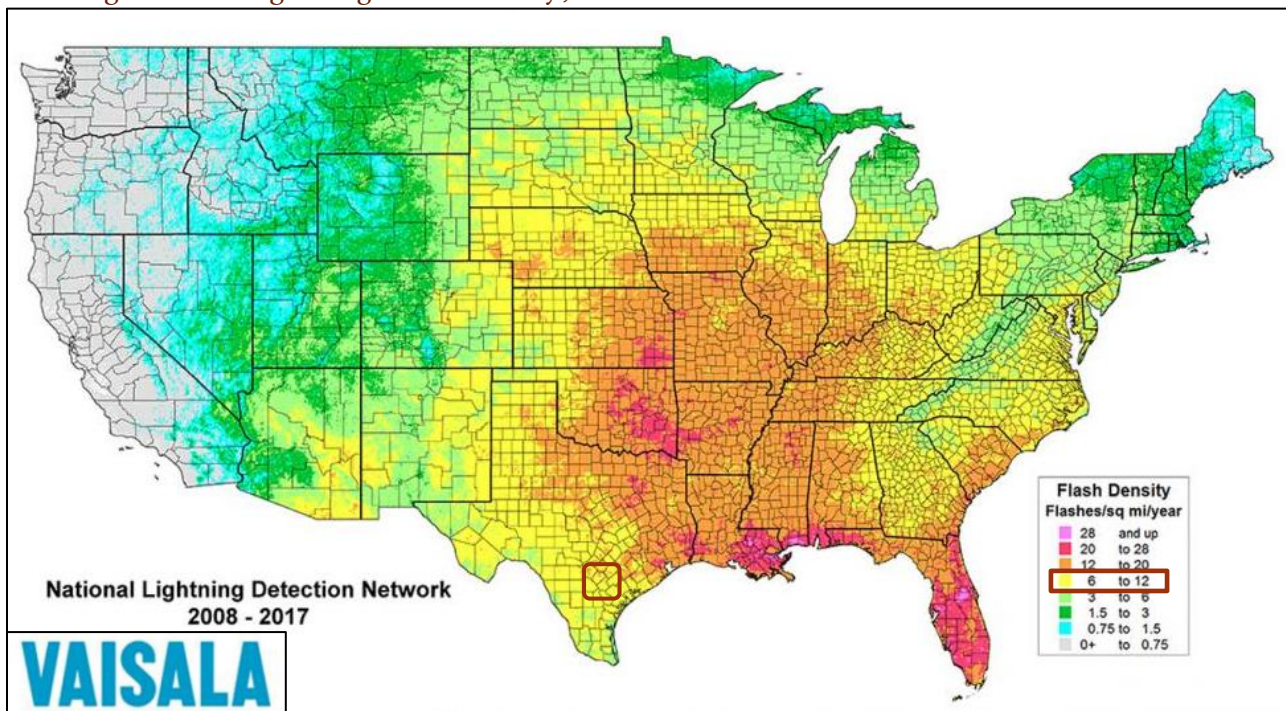 National Lightning Detection Network
2008 - 2017
VAISALA
Flash Density
Flashes/sq mi/year
28 and up
20 to 28
12 to 20
6 to 12
3 to 6
1.5 to 3
0.75 to 1.5
0+ to 0.75